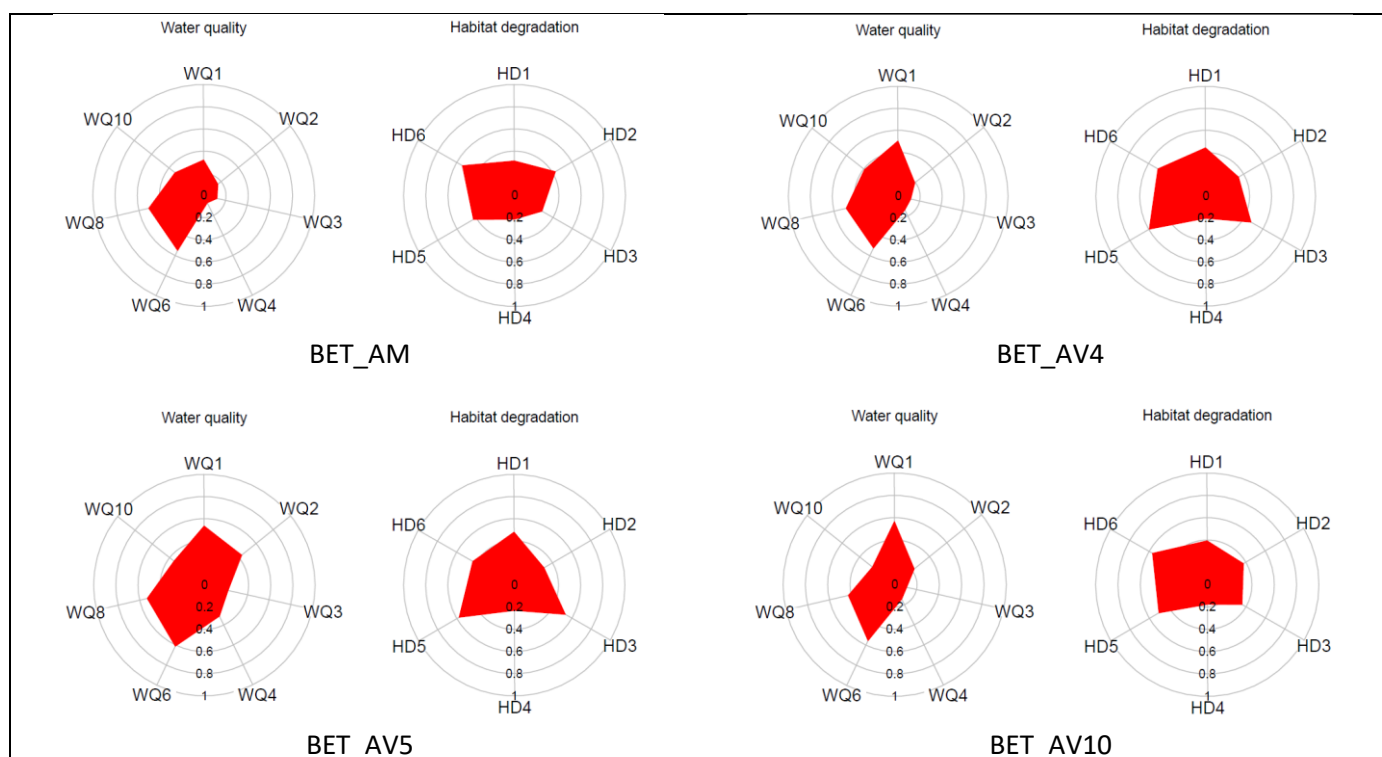 Water quality
Habitat degradation
WQ1
WQ2
WQ3
WQ4
WQ6
WQ8
WQ10
0
0.2
0.4
0.6
0.8
1
HD1
HD2
HD3
HD4
HD5
HD6
0
0.2
0.4
0.6
0.8
1
BET_AM
Water quality
Habitat degradation
WQ1
WQ2
WQ3
WQ4
WQ6
WQ8
WQ10
0
0.2
0.4
0.6
0.8
1
HD1
HD2
HD3
HD4
HD5
HD6
0
0.2
0.4
0.6
0.8
1
BET_AV4
Water quality
Habitat degradation
WQ1
WQ2
WQ3
WQ4
WQ6
WQ8
WQ10
0
0.2
0.4
0.6
0.8
1
HD1
HD2
HD3
HD4
HD5
HD6
0
0.2
0.4
0.6
0.8
1
BET_AV5
Water quality
Habitat degradation
WQ1
WQ2
WQ3
WQ4
WQ6
WQ8
WQ10
0
0.2
0.4
0.6
0.8
1
HD1
HD2
HD3
HD4
HD5
HD6
0
0.2
0.4
0.6
0.8
1
BET_AV10